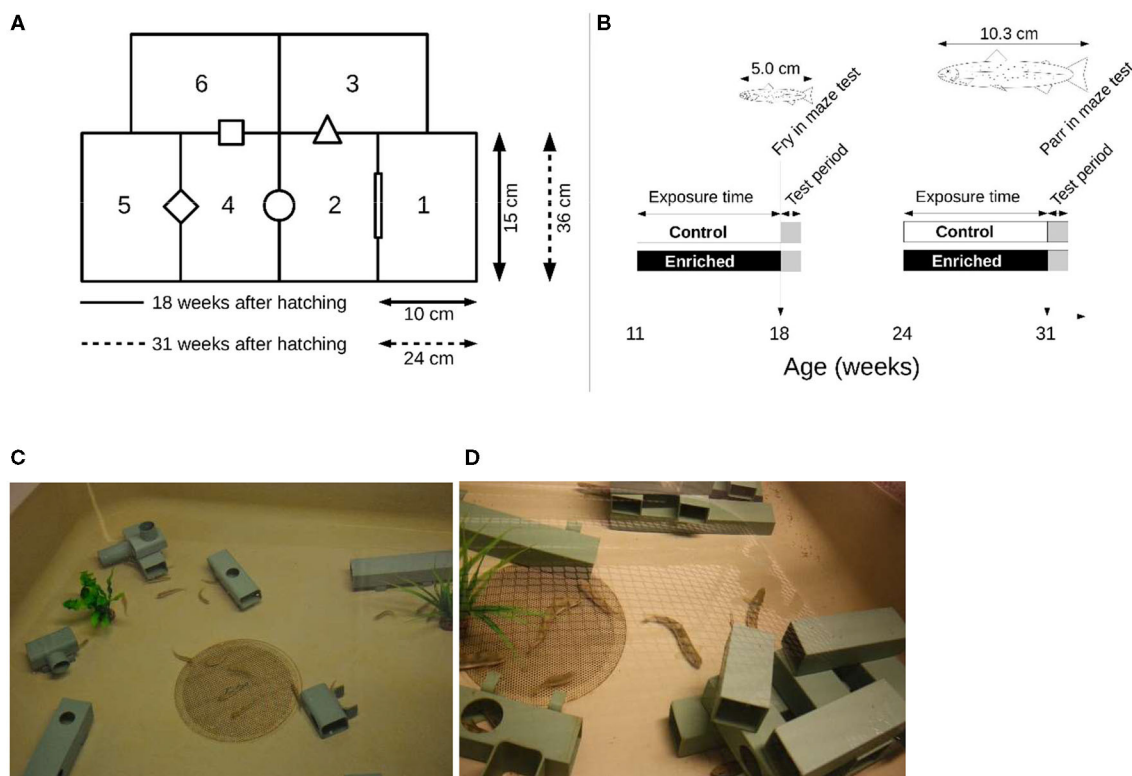 A
6 3
5 4 2 1
15 cm
36 cm
18 weeks after hatching
10 cm
31 weeks after hatching
24 cm
B
10.3 cm
5.0 cm
Fry in maze test
Test period
Parr in maze test
Test period
Exposure time
Control
Enriched
Exposure time
Control
Enriched
11 18 24 31
Age (weeks)
C
D